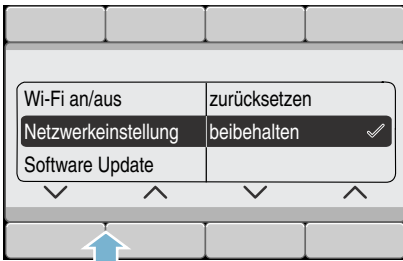 Wi-Fi an/aus zurücksetzen
Netzwerkeinstellung beibehalten
Software Update